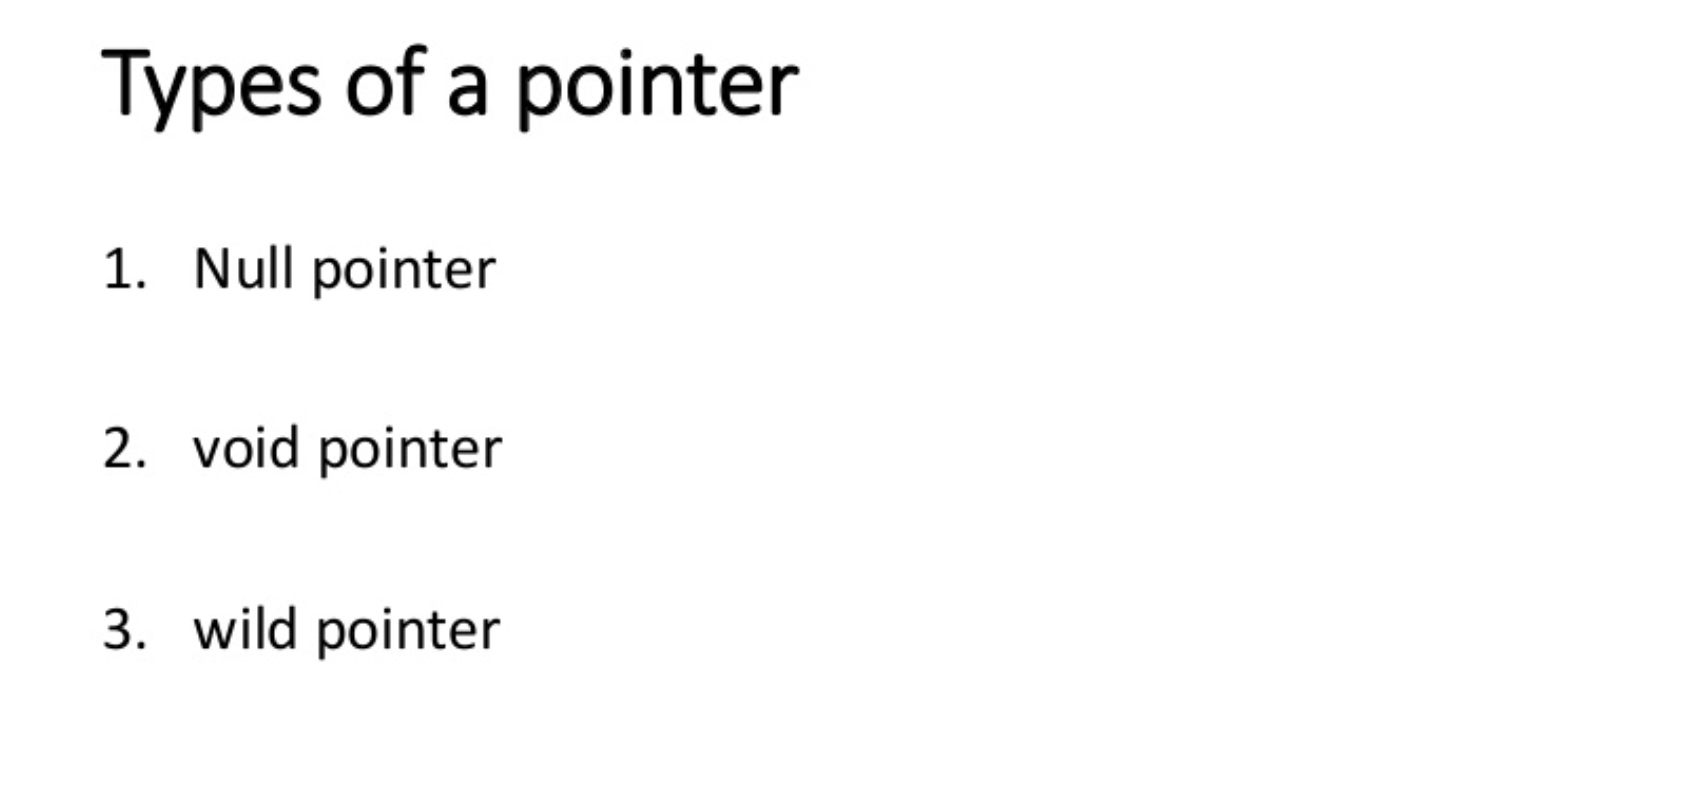 Types of a pointer
1. Null pointer
2. void pointer
3. wild pointer